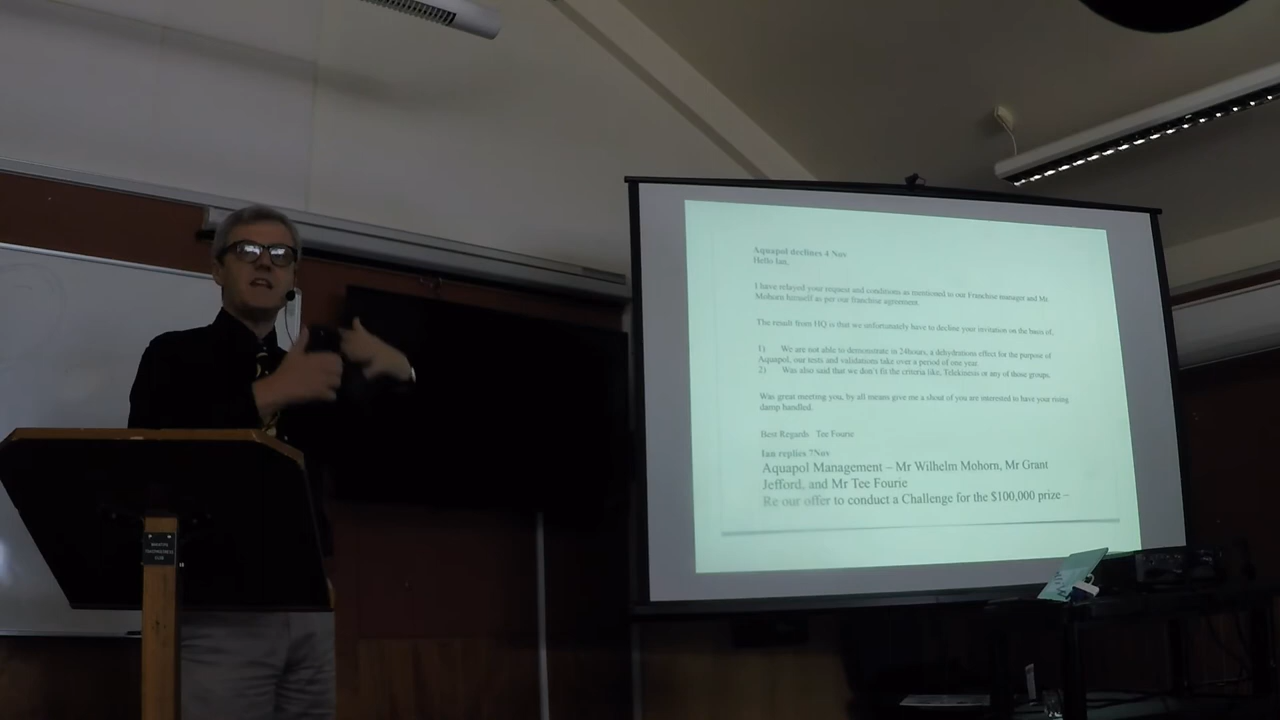 Aquapol declines 4 Nov
Hello Ian,
I have relayed your request and conditions as mentioned to our Franchise manager and Mr
Mohorn himself as per our franchise agreement.
The result from HQ is that we unfortunately have to decline your invitation on the basis of,
1) We are not able to demonstrate in 24hours, a dehydrations effect for the purpose of
Aquapol, our tests and validations take over a period of one year
2) Was also said that we don't fit the criteria like, Telekinesis or any of those groups.
Was great meeting you, by all means give me a shout of you are interested to have your rising
damp handled.
Best Regards Tee Fourie
Ian replies 7Nov
Aquapol Management – Mr Wilhelm Mohorn, Mr Grant
Jefford, and Mr Tee Fourie
Re our offer to conduct a Challenge for the $100,000 prize –